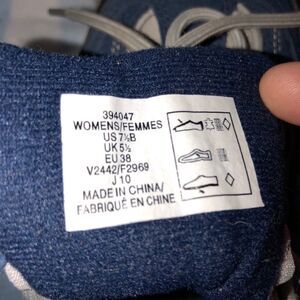 394047
WOMENS/FEMMES
US 7½B
UK 5½
EU 38
V2442/F2969
J 10
MADE IN CHINA/
FABRIQUÉ EN CHINE